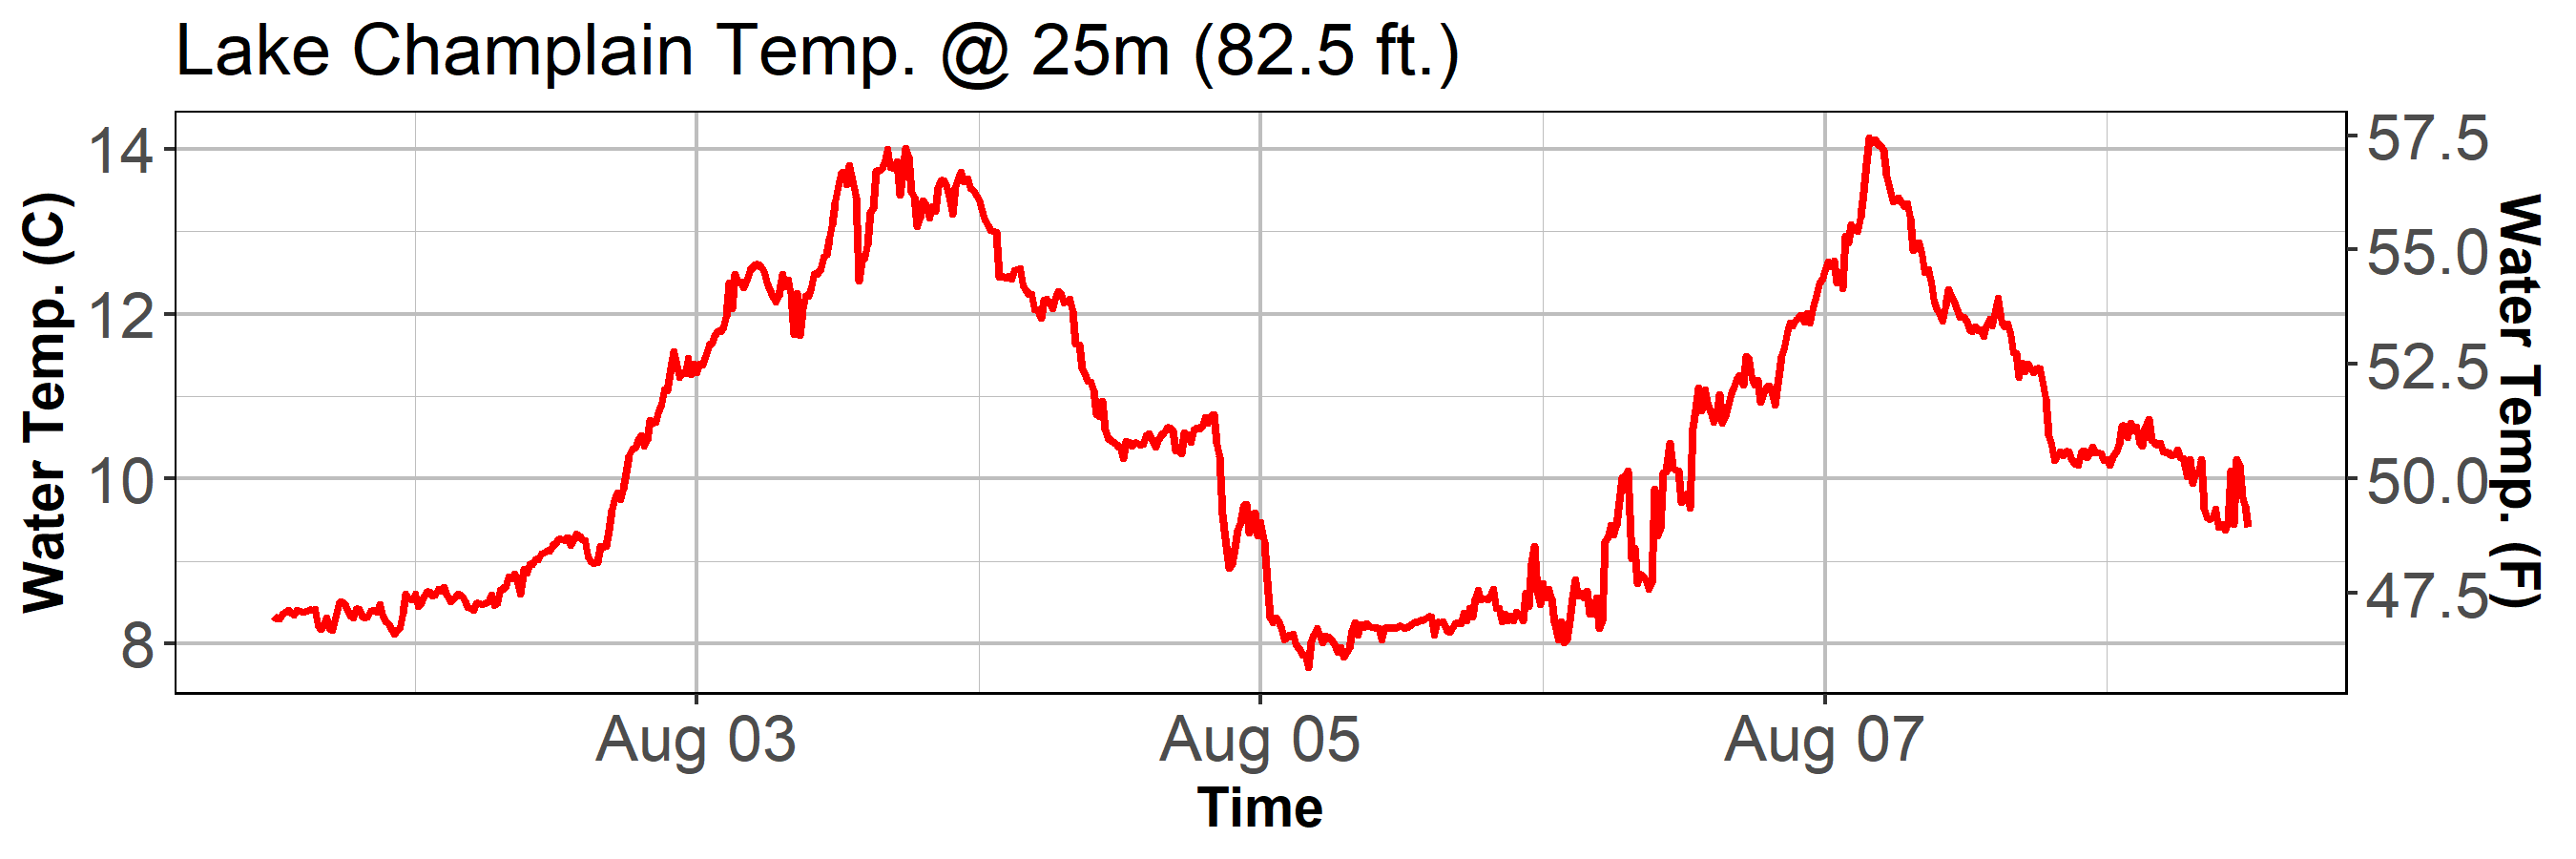 Lake Champlain Temp. @ 25m (82.5 ft.)
14
12
10
8
Water Temp. (C)
57.5
55.0
52.5
50.0
47.5
Water Temp. (F)
Aug 03
Aug 05
Aug 07
Time